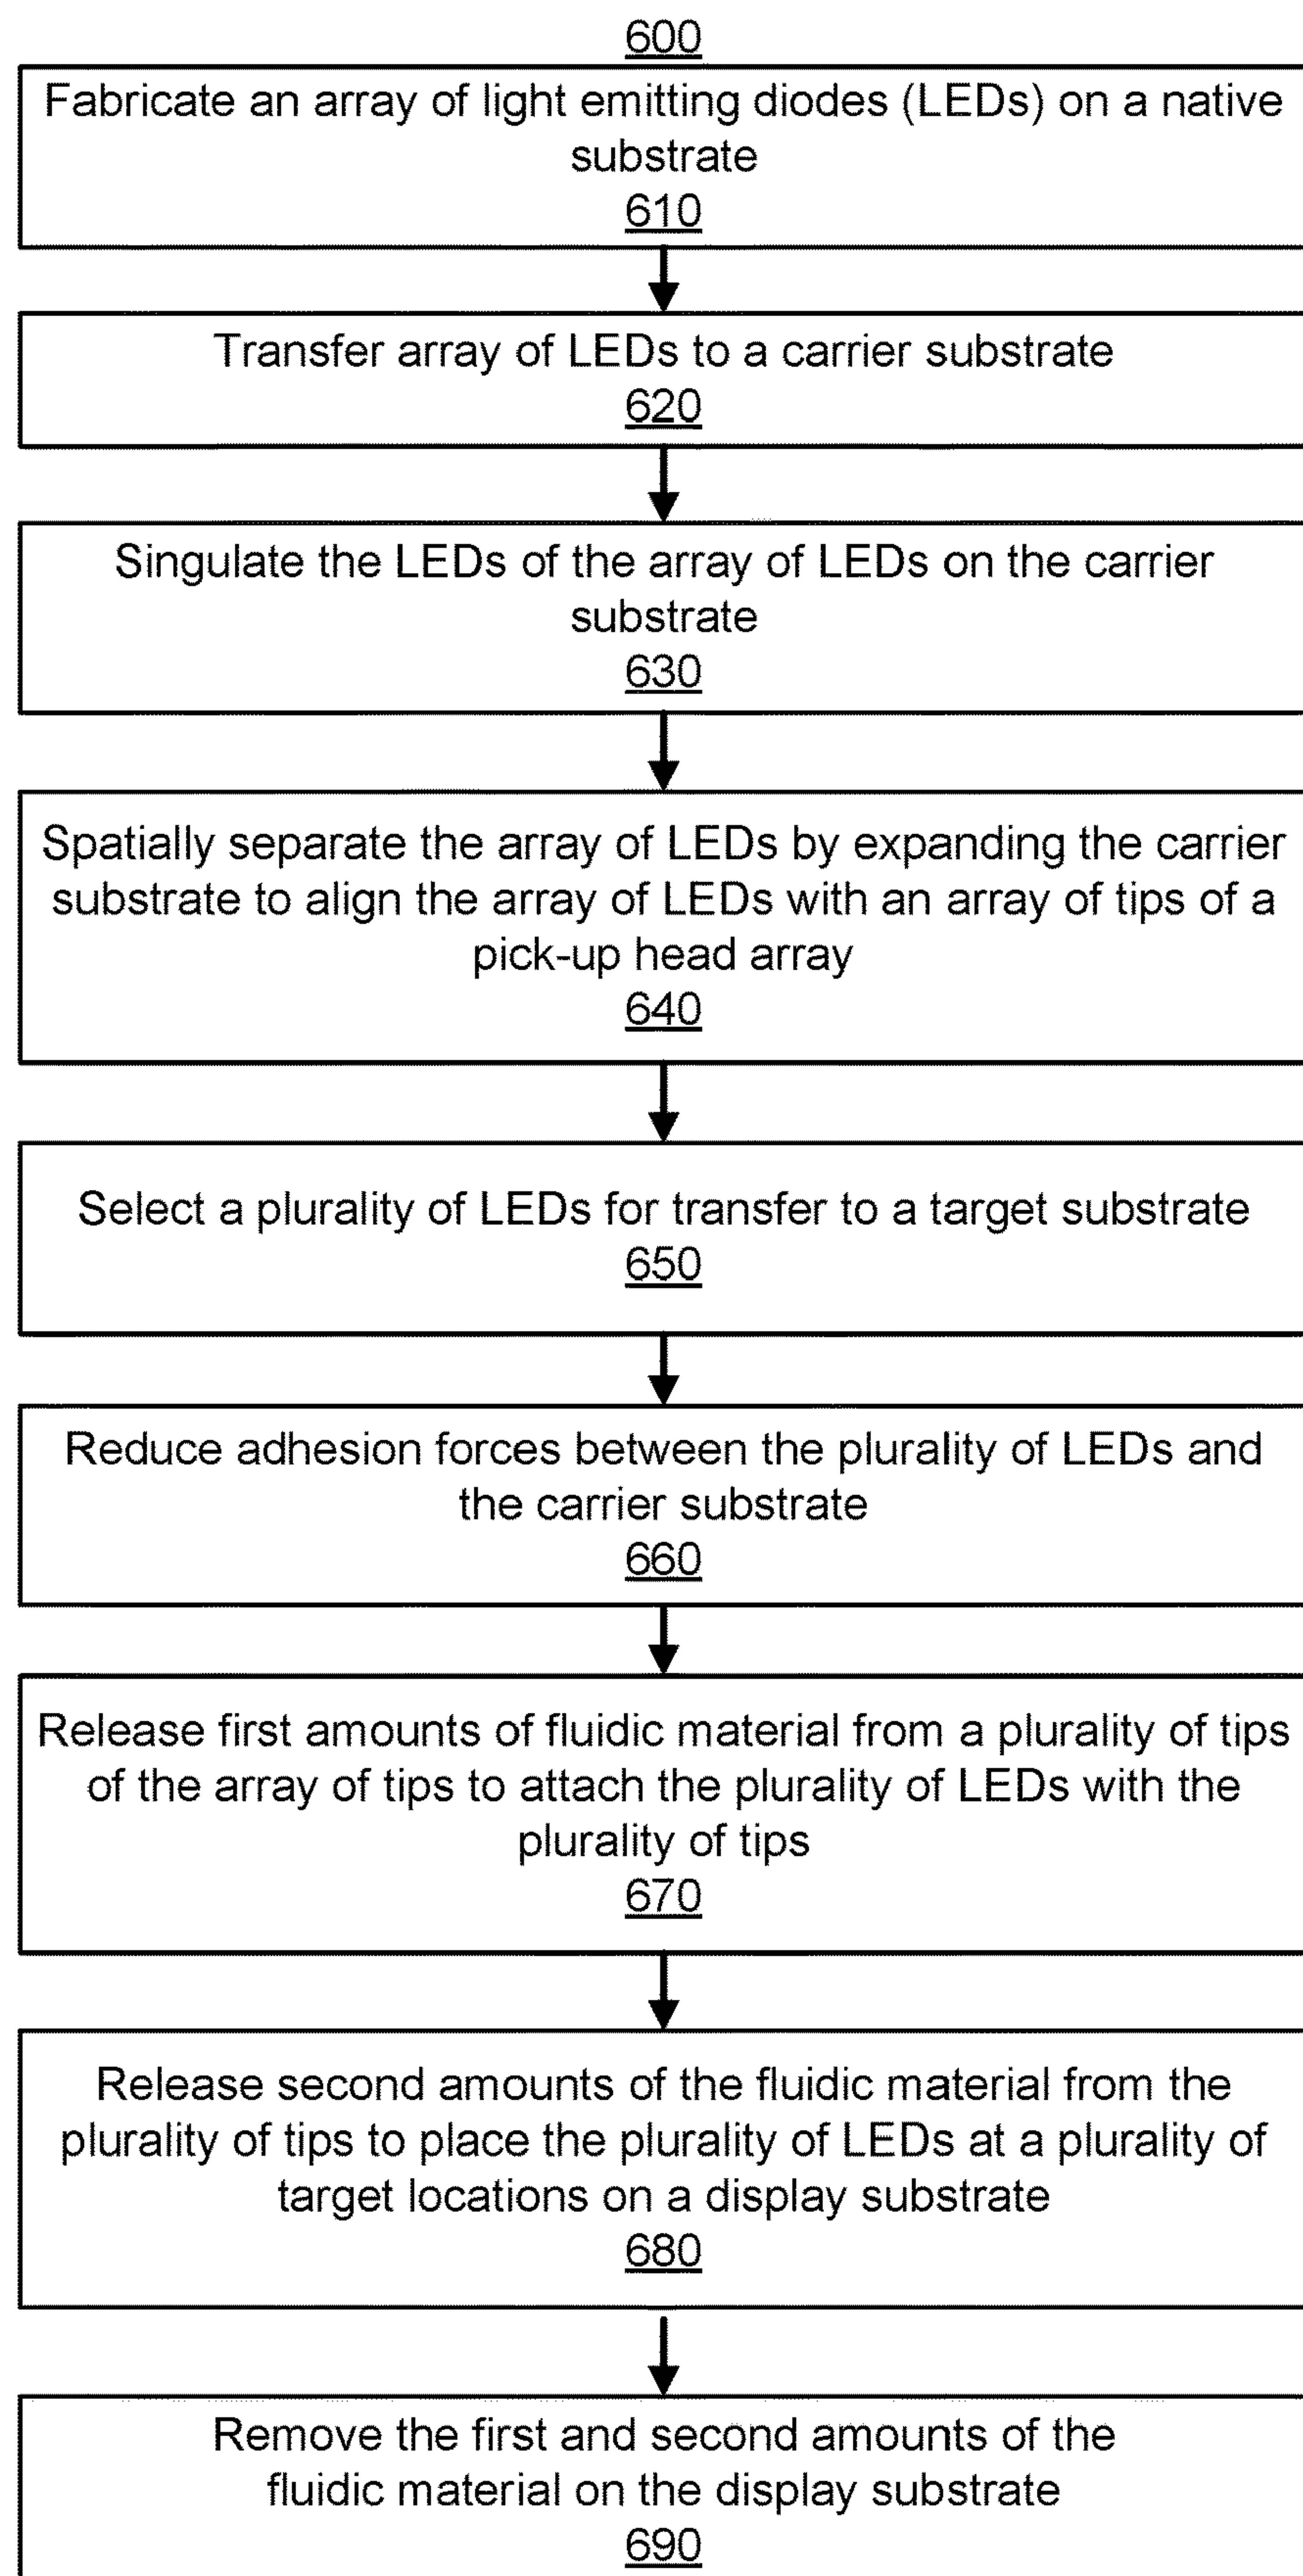 600
Fabricate an array of light emitting diodes (LEDs) on a native
substrate
610
Transfer array of LEDs to a carrier substrate
620
Singulate the LEDs of the array of LEDs on the carrier
substrate
630
Spatially separate the array of LEDs by expanding the carrier
substrate to align the array of LEDs with an array of tips of a
pick-up head array
640
Select a plurality of LEDs for transfer to a target substrate
650
Reduce adhesion forces between the plurality of LEDs and
the carrier substrate
660
Release first amounts of fluidic material from a plurality of tips
of the array of tips to attach the plurality of LEDs with the
plurality of tips
670
Release second amounts of the fluidic material from the
plurality of tips to place the plurality of LEDs at a plurality of
target locations on a display substrate
680
Remove the first and second amounts of the
fluidic material on the display substrate
690